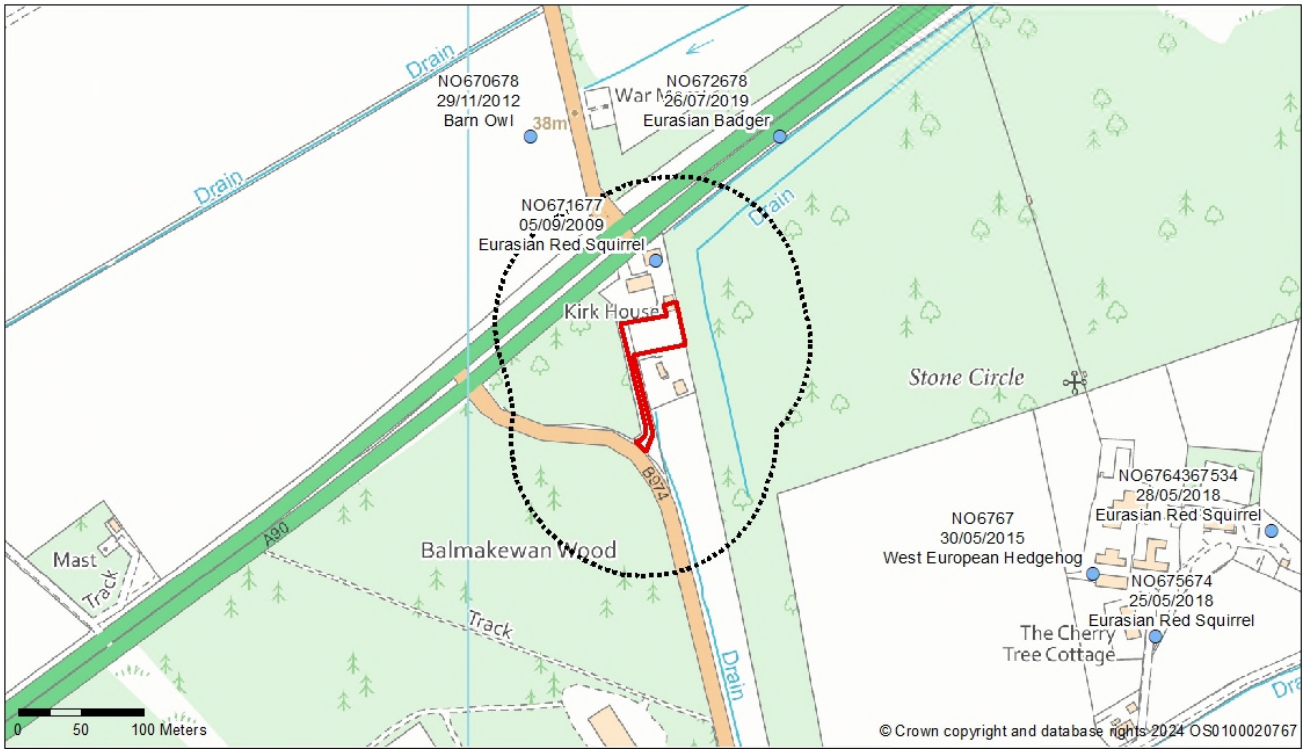 Drain
NO670678
29/11/2012
Barn Owl
38m
War M
NO672678
26/07/2019
Eurasian Badger
Drain
Drain
NO671677
05/09/2009
Eurasian Red Squirrel
Kirk House
Stone Circle
B974
A90
Mast
Track
Balmakewan Wood
Track
NO6764367534
28/05/2018
Eurasian Red Squirrel
NO6767
30/05/2015
West European Hedgehog
NO675674
25/05/2018
Eurasian Red Squirrel
The Cherry
Tree Cottage
Drain
Dra
0 50 100 Meters
© Crown copyright and database rights 2024 OS0100020767